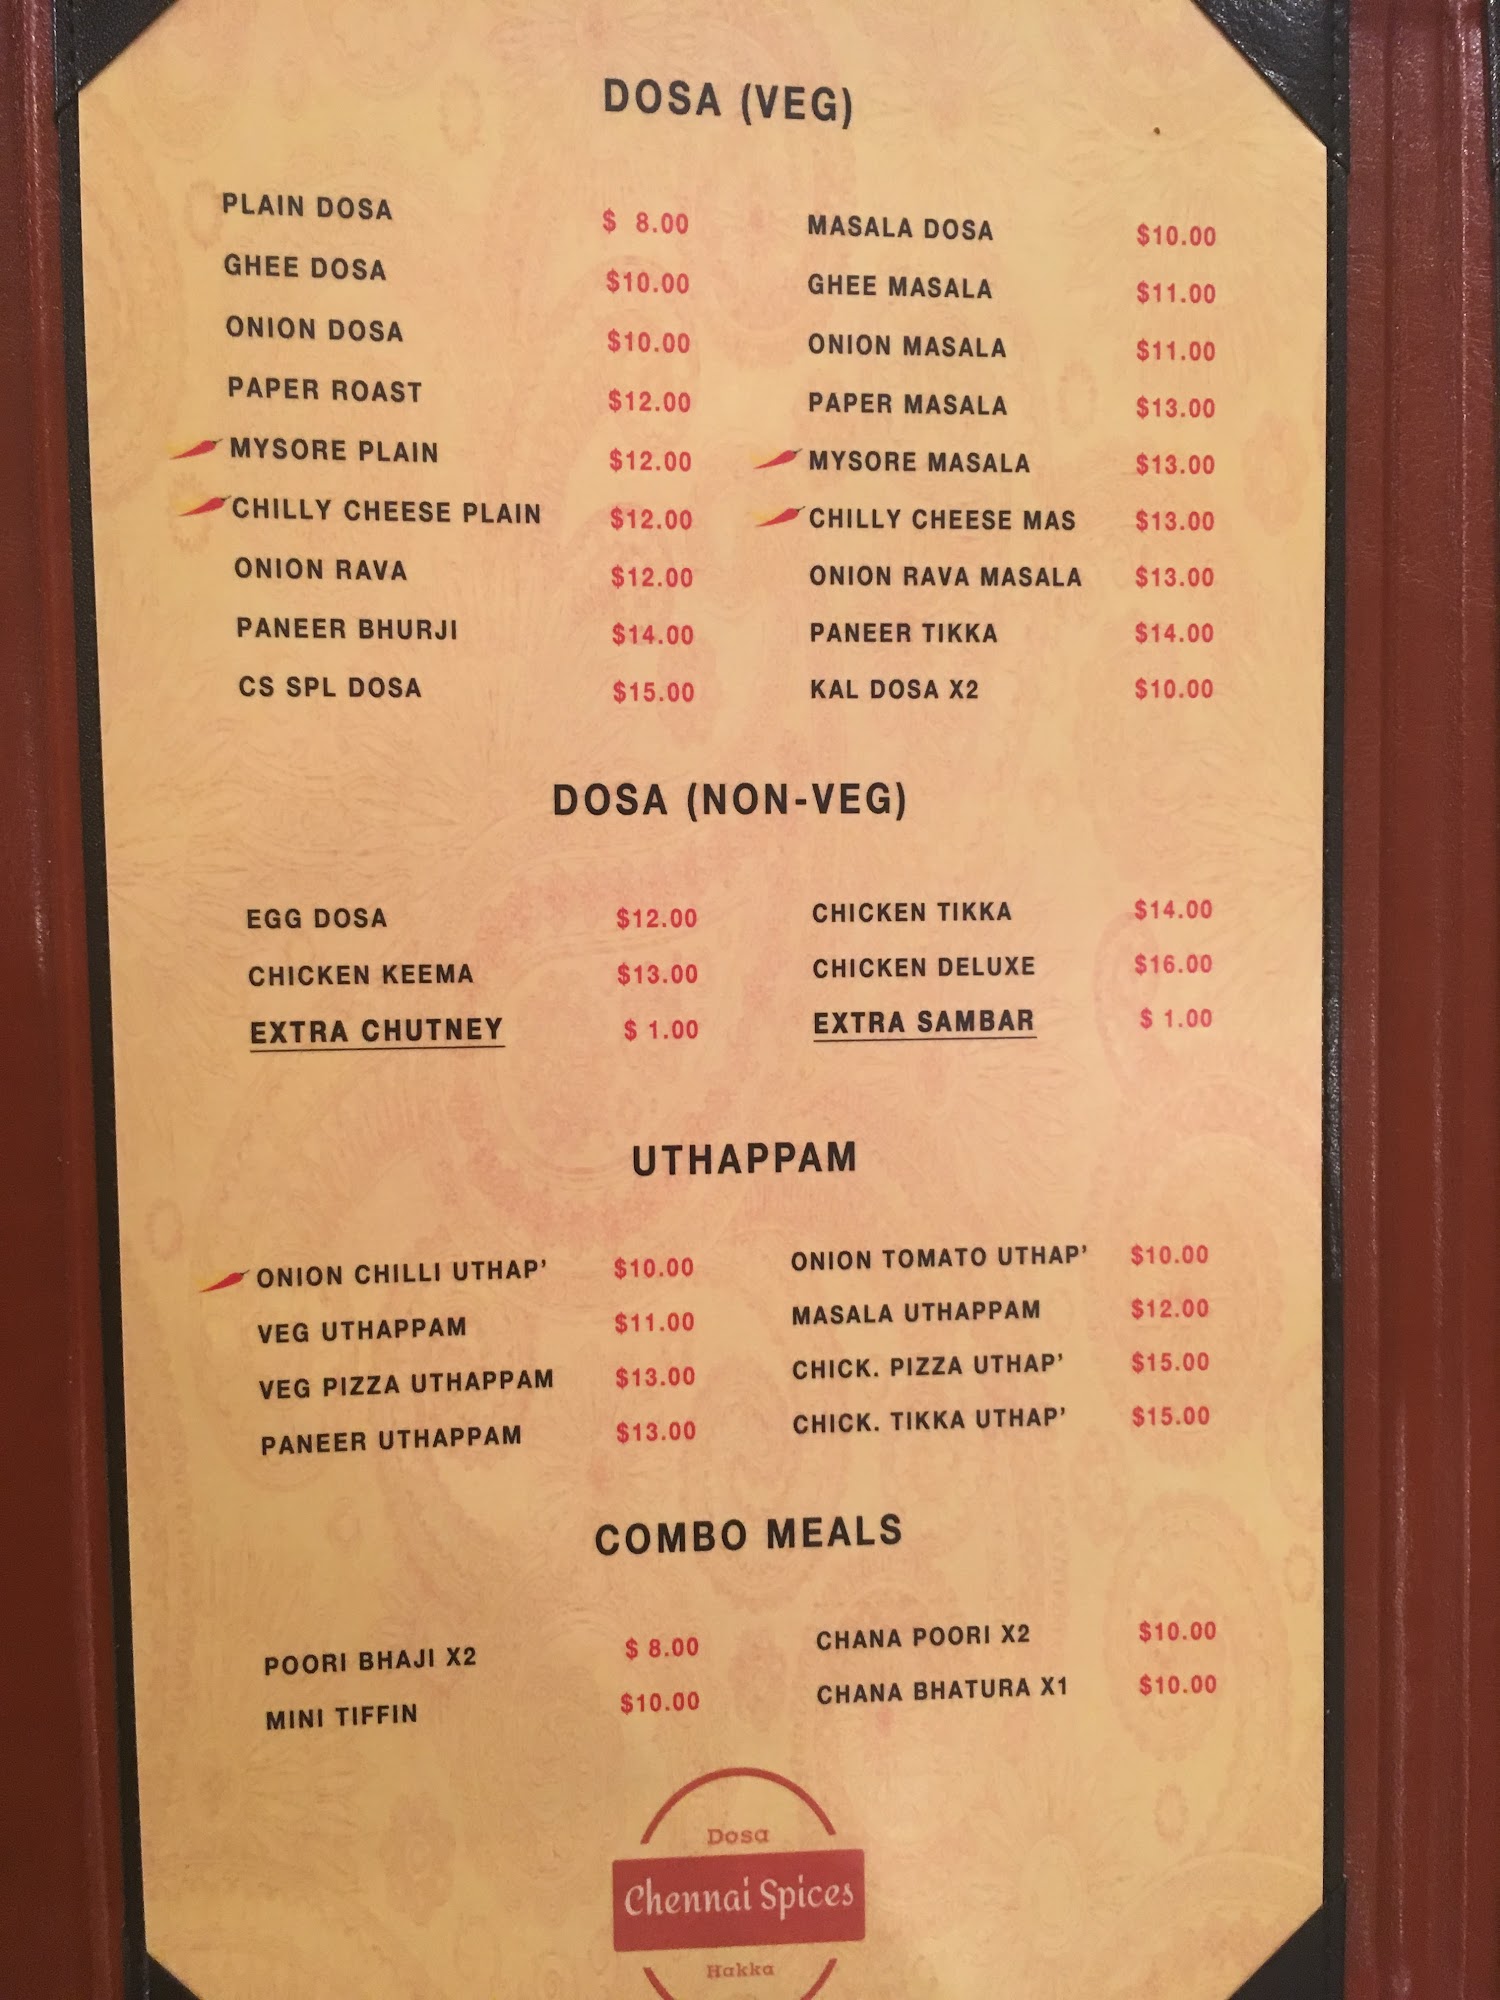 DOSA (VEG)
PLAIN DOSA $ 8.00 MASALA DOSA $10.00
GHEE DOSA $10.00 GHEE MASALA $11.00
ONION DOSA $10.00 ONION MASALA $11.00
PAPER ROAST $12.00 PAPER MASALA $13.00
MYSORE PLAIN $12.00 MYSORE MASALA $13.00
CHILLY CHEESE PLAIN $12.00 CHILLY CHEESE MAS $13.00
ONION RAVA $12.00 ONION RAVA MASALA $13.00
PANEER BHURJI $14.00 PANEER TIKKA $14.00
CS SPL DOSA $15.00 KAL DOSA X2 $10.00
DOSA (NON-VEG)
EGG DOSA $12.00 CHICKEN TIKKA $14.00
CHICKEN KEEMA $13.00 CHICKEN DELUXE $16.00
EXTRA CHUTNEY $ 1.00 EXTRA SAMBAR $ 1.00
UTHAPPAM
ONION CHILLI UTHAP' $10.00 ONION TOMATO UTHAP' $10.00
VEG UTHAPPAM $11.00 MASALA UTHAPPAM $12.00
VEG PIZZA UTHAPPAM $13.00 CHICK. PIZZA UTHAP' $15.00
PANEER UTHAPPAM $13.00 CHICK. TIKKA UTHAP' $15.00
COMBO MEALS
POORI BHAJI X2 $ 8.00 CHANA POORI X2 $10.00
MINI TIFFIN $10.00 CHANA BHATURA X1 $10.00
Dosa
Chennai Spices
Hakka